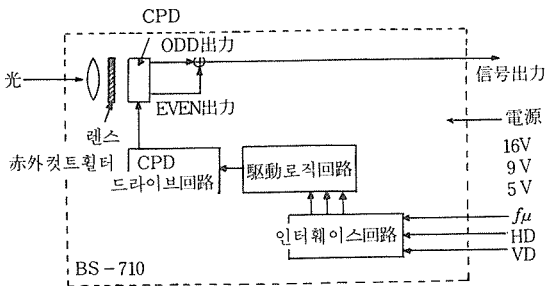 CPD
ODD出力
光
信号出力
EVEN出力
렌스
電源
赤外컷트휠터
CPD
드라이브回路
駆動로직回路
16V
9V
5V
인터훼이스回路
fμ
HD
VD
BS-710